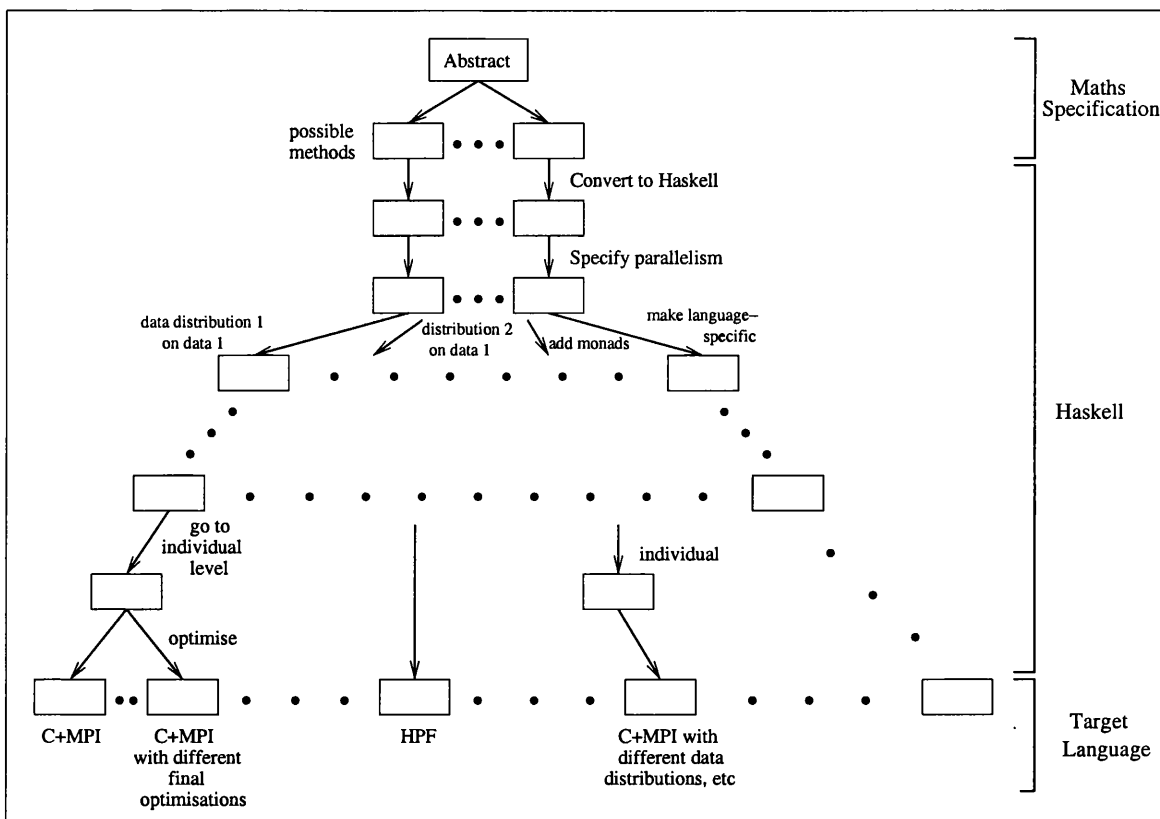 Abstract
Maths
Specification
possible
methods
Convert to Haskell
Specify parallelism
data distribution 1
on data 1
distribution 2
on data 1
add monads
make language–
specific
Haskell
go to
individual
level
individual
optimise
C+MPI
C+MPI
with different
final
optimisations
HPF
C+MPI with
different data
distributions, etc
Target
Language